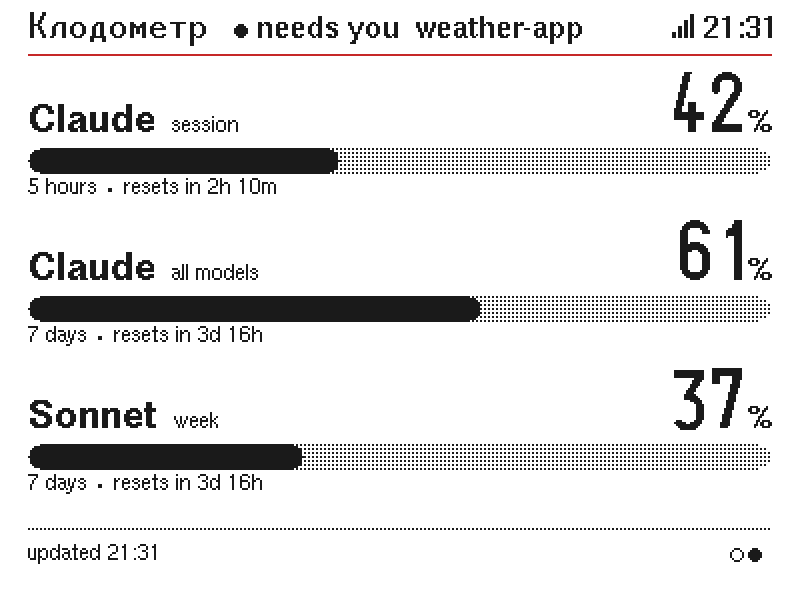 Клодометр ● needs you weather-app 21:31
Claude session 42%
5 hours • resets in 2h 10m
Claude all models 61%
7 days • resets in 3d 16h
Sonnet week 37%
7 days • resets in 3d 16h
updated 21:31